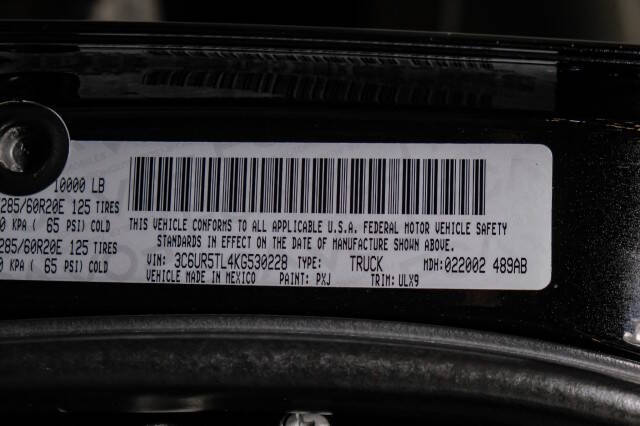 10000 LB
285/60R20E 125 TIRES
0 KPA ( 65 PSI) COLD
285/60R20E 125 TIRES
0 KPA ( 65 PSI) COLD
THIS VEHICLE CONFORMS TO ALL APPLICABLE U.S.A. FEDERAL MOTOR VEHICLE SAFETY
STANDARDS IN EFFECT ON THE DATE OF MANUFACTURE SHOWN ABOVE.
VIN: 3C6UR5TL4KG530228 TYPE: TRUCK MDH:022002 489AB
VEHICLE MADE IN MEXICO PAINT: PXJ TRIM: ULX9